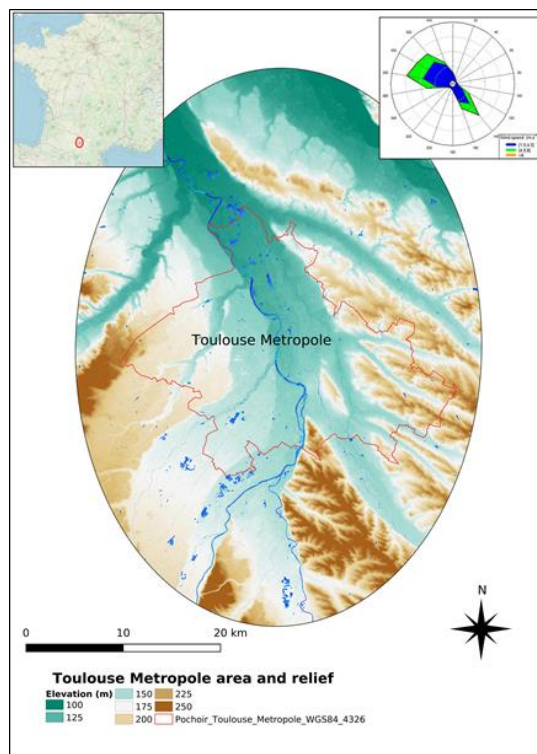 Toulouse Metropole
N
0 10 20 km
Toulouse Metropole area and relief
Elevation (m)
100
125
150
175
200
225
250
Pochoir_Toulouse_Metropole_WGS84_4326